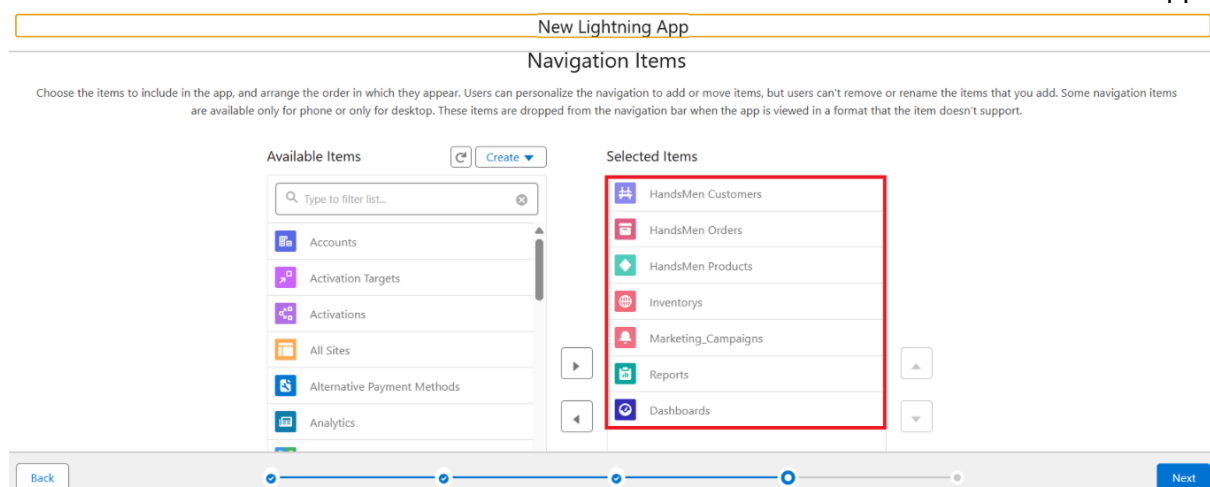 New Lightning App
Navigation Items
Choose the items to include in the app, and arrange the order in which they appear. Users can personalize the navigation to add or move items, but users can't remove or rename the items that you add. Some navigation items
are available only for phone or only for desktop. These items are dropped from the navigation bar when the app is viewed in a format that the item doesn't support.
Available Items
Create
Type to filter list...
Accounts
Activation Targets
Activations
All Sites
Alternative Payment Methods
Analytics
Selected Items
HandsMen Customers
HandsMen Orders
HandsMen Products
Inventorys
Marketing_Campaigns
Reports
Dashboards
Back
Next